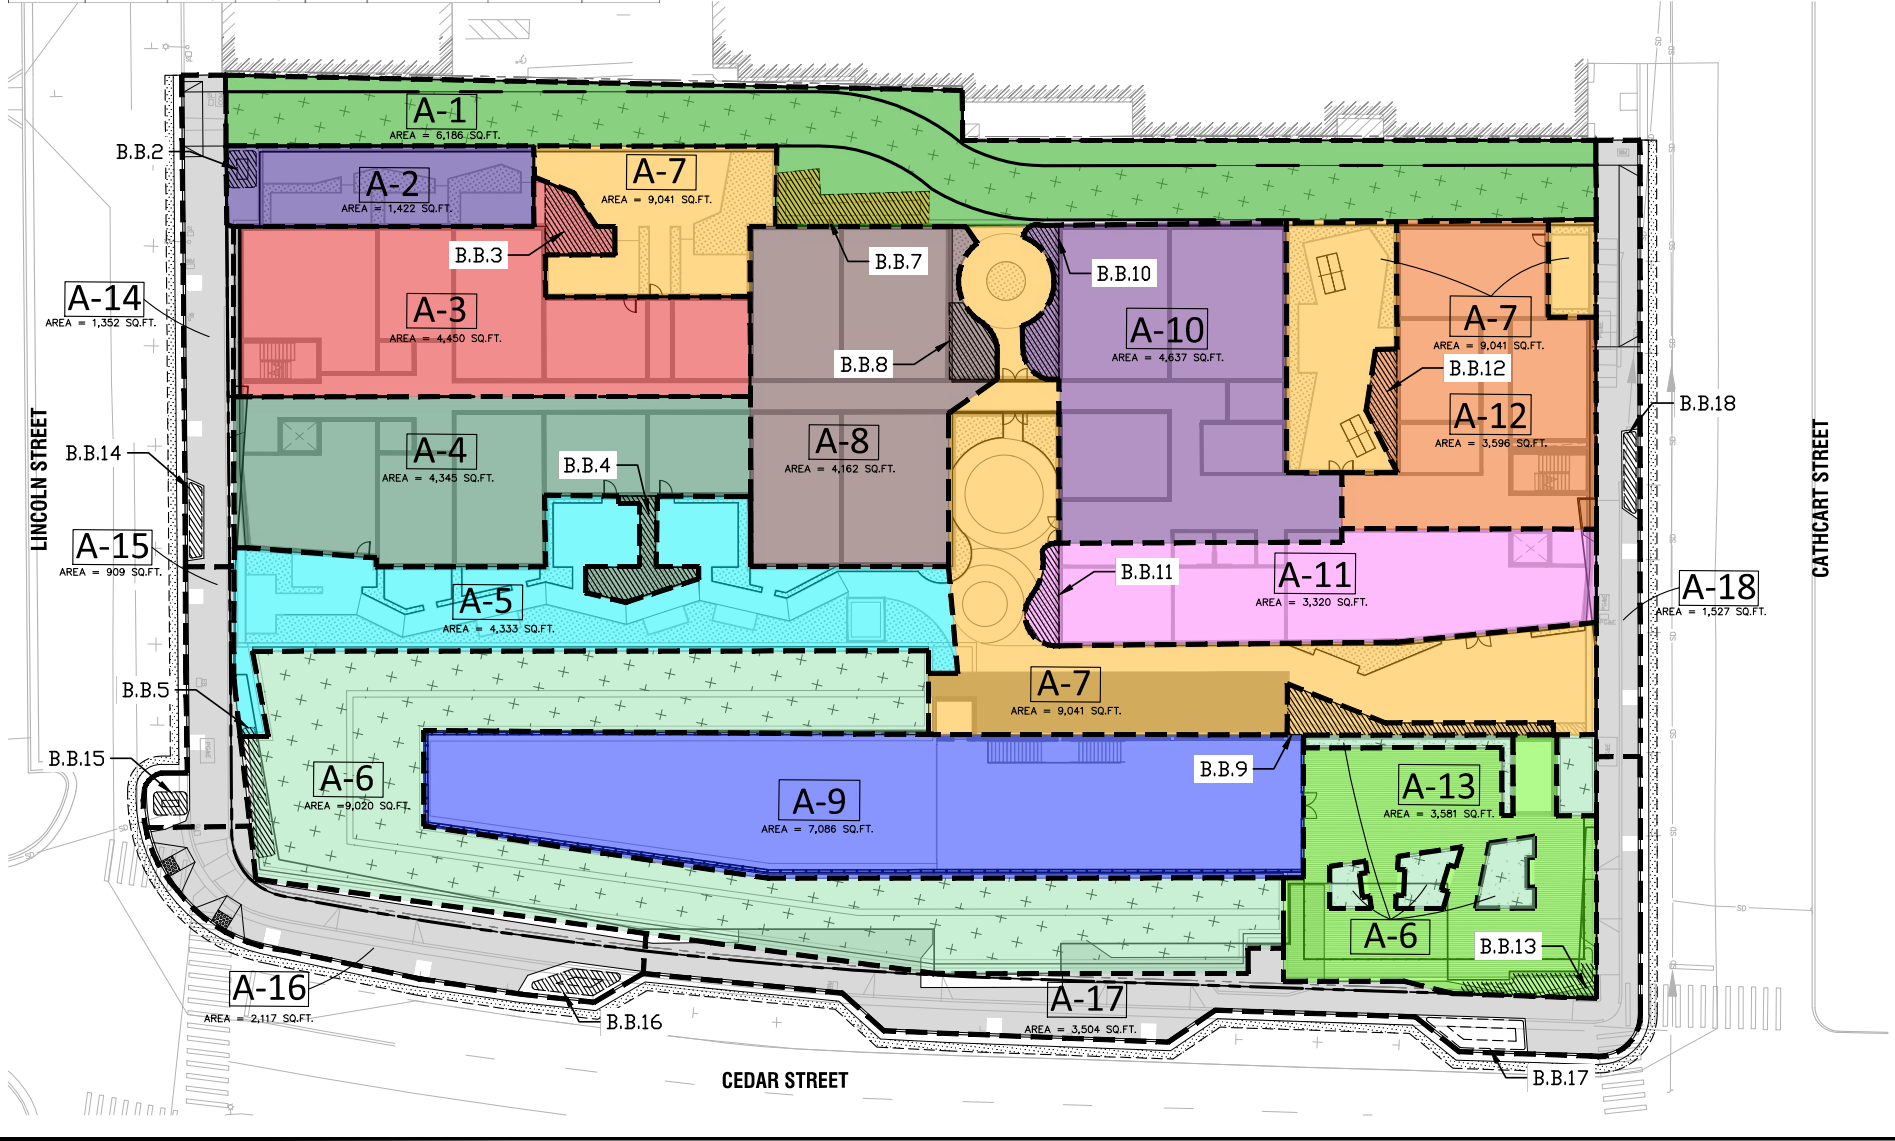 A-1
AREA = 6,186 SQ.FT.
B.B.2
A-2
AREA = 1,422 SQ.FT.
A-7
AREA = 9,041 SQ.FT.
B.B.3
B.B.7
B.B.10
A-14
AREA = 1,352 SQ.FT.
A-3
AREA = 4,450 SQ.FT.
B.B.8
A-10
AREA = 4,637 SQ.FT.
A-7
AREA = 9,041 SQ.FT.
B.B.12
A-12
AREA = 3,596 SQ.FT.
B.B.18
LINCOLN STREET
B.B.14
A-4
AREA = 4,345 SQ.FT.
B.B.4
A-8
AREA = 4,162 SQ.FT.
CATHCART STREET
A-15
AREA = 909 SQ.FT.
A-5
AREA = 4,333 SQ.FT.
B.B.11
A-11
AREA = 3,320 SQ.FT.
A-18
AREA = 1,527 SQ.FT.
B.B.5
A-7
AREA = 9,041 SQ.FT.
B.B.15
A-6
AREA =9,020 SQ.FT.
A-9
AREA = 7,086 SQ.FT.
B.B.9
A-13
AREA = 3,581 SQ.FT.
A-6
B.B.13
A-16
AREA = 2,117 SQ.FT.
B.B.16
A-17
AREA = 3,504 SQ.FT.
B.B.17
CEDAR STREET
SD
SD
SD
SD
SD